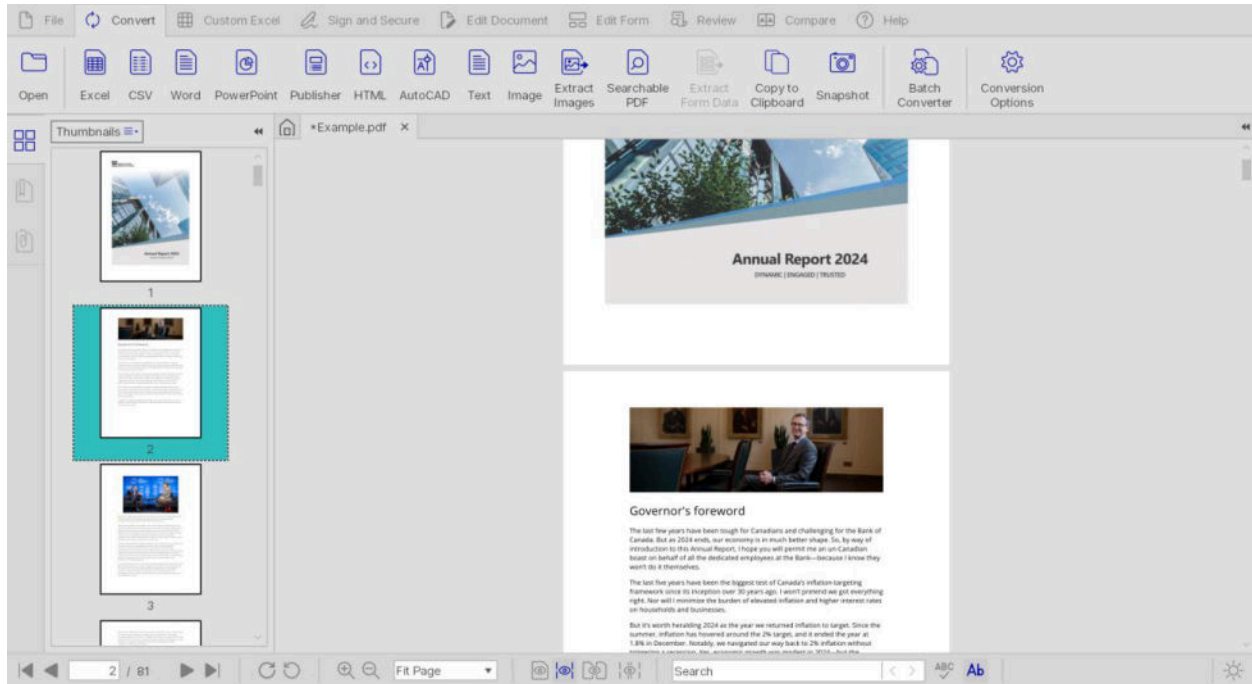 File Convert Custom Excel Sign and Secure Edit Document Edit Form Review Compare Help
Open Excel CSV Word PowerPoint Publisher HTML AutoCAD Text Image Extract Images Searchable PDF Extract Form Data Copy to Clipboard Snapshot Batch Converter Conversion Options
Thumbnails
*Example.pdf
1
2
3
Annual Report 2024
DYNAMIC | ENGAGED | TRUSTED
Governor's foreword
The last few years have been tough for Canadians and challenging for the Bank of
Canada. But as 2024 ends, our economy is in much better shape. So, by way of
introduction to this Annual Report, I hope you will permit me an un-Canadian
boast on behalf of all the dedicated employees at the Bank—because I know they
won't do it themselves.
The last five years have been the biggest test of Canada's inflation-targeting
framework since its inception over 30 years ago. I won't pretend we got everything
right. Nor will I minimize the burden of elevated inflation and higher interest rates
on households and businesses.
But it's worth heralding 2024 as the year we returned inflation to target. Since the
summer, inflation has hovered around the 2% target, and it ended the year at
1.8% in December. Notably, we navigated our way back to 2% inflation without
2 / 81
Fit Page
Search
ABC
Ab